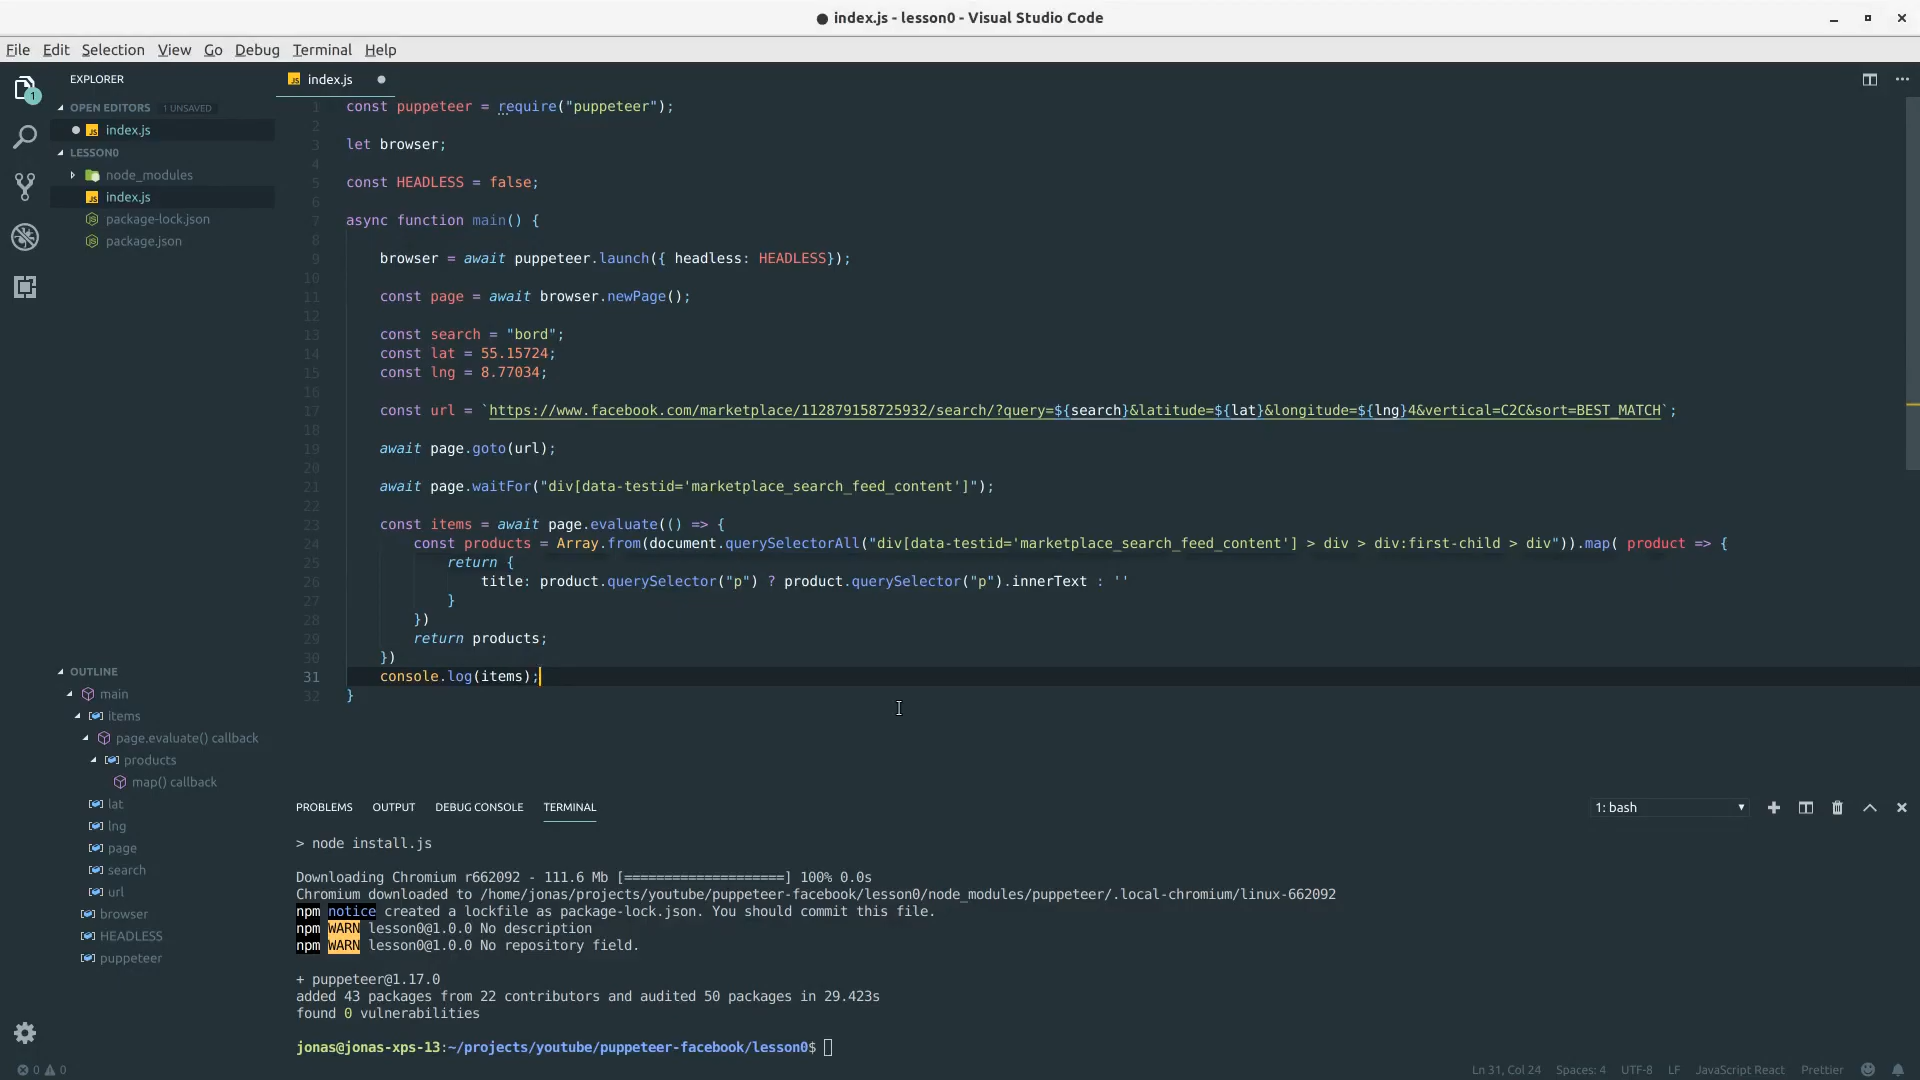 index.js - lesson0 - Visual Studio Code
File Edit Selection View Go Debug Terminal Help
EXPLORER
OPEN EDITORS 1 UNSAVED
JS index.js
LESSON0
node_modules
JS index.js
package-lock.json
package.json
1
OUTLINE
main
items
page.evaluate() callback
products
map() callback
lat
lng
page
search
url
browser
HEADLESS
puppeteer
JS index.js
1 const puppeteer = require("puppeteer");
2
3 let browser;
4
5 const HEADLESS = false;
6
7 async function main() {
8
9 browser = await puppeteer.launch({ headless: HEADLESS});
10
11 const page = await browser.newPage();
12
13 const search = "bord";
14 const lat = 55.15724;
15 const lng = 8.77034;
16
17 const url = `https://www.facebook.com/marketplace/112879158725932/search/?query=${search}&latitude=${lat}&longitude=${lng}4&vertical=C2C&sort=BEST_MATCH`;
18
19 await page.goto(url);
20
21 await page.waitFor("div[data-testid='marketplace_search_feed_content']");
22
23 const items = await page.evaluate(() => {
24 const products = Array.from(document.querySelectorAll("div[data-testid='marketplace_search_feed_content'] > div > div:first-child > div")).map( product => {
25 return {
26 title: product.querySelector("p") ? product.querySelector("p").innerText : ''
27 }
28 })
29 return products;
30 })
31 console.log(items);
32 }
PROBLEMS OUTPUT DEBUG CONSOLE TERMINAL 1: bash
> node install.js
Downloading Chromium r662092 - 111.6 Mb [====================] 100% 0.0s
Chromium downloaded to /home/jonas/projects/youtube/puppeteer-facebook/lesson0/node_modules/puppeteer/.local-chromium/linux-662092
npm notice created a lockfile as package-lock.json. You should commit this file.
npm WARN lesson0@1.0.0 No description
npm WARN lesson0@1.0.0 No repository field.
+ puppeteer@1.17.0
added 43 packages from 22 contributors and audited 50 packages in 29.423s
found 0 vulnerabilities
jonas@jonas-xps-13:~/projects/youtube/puppeteer-facebook/lesson0$
0 0 Ln 31, Col 24 Spaces: 4 UTF-8 LF JavaScript React Prettier